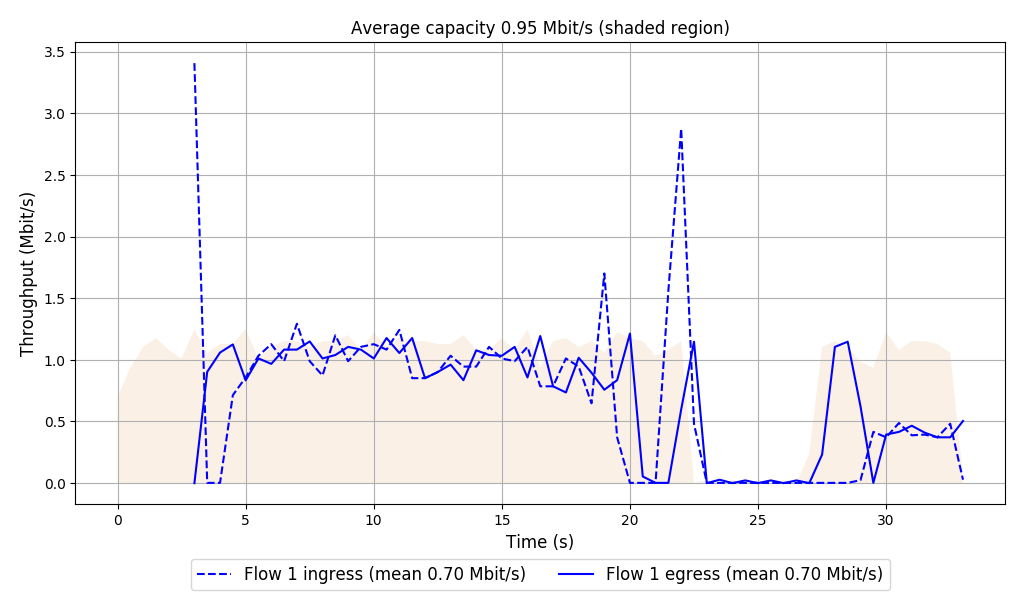 Average capacity 0.95 Mbit/s (shaded region)
3.5
3.0
2.5
2.0
1.5
1.0
0.5
0.0
Throughput (Mbit/s)
0 5 10 15 20 25 30
Time (s)
Flow 1 ingress (mean 0.70 Mbit/s) Flow 1 egress (mean 0.70 Mbit/s)